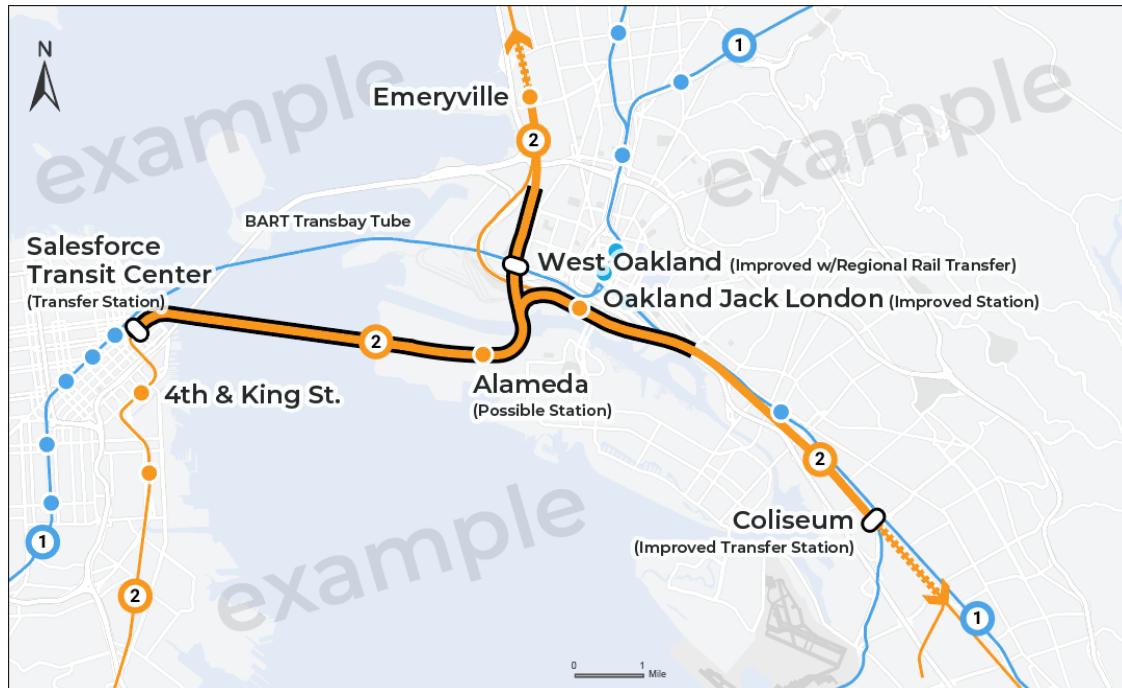 N
example
example
example
1
Emeryville
2
BART Transbay Tube
Salesforce
Transit Center
(Transfer Station)
West Oakland (Improved w/Regional Rail Transfer)
Oakland Jack London (Improved Station)
2
Alameda
(Possible Station)
4th & King St.
2
Coliseum
(Improved Transfer Station)
1
2
1
0 1
Mile